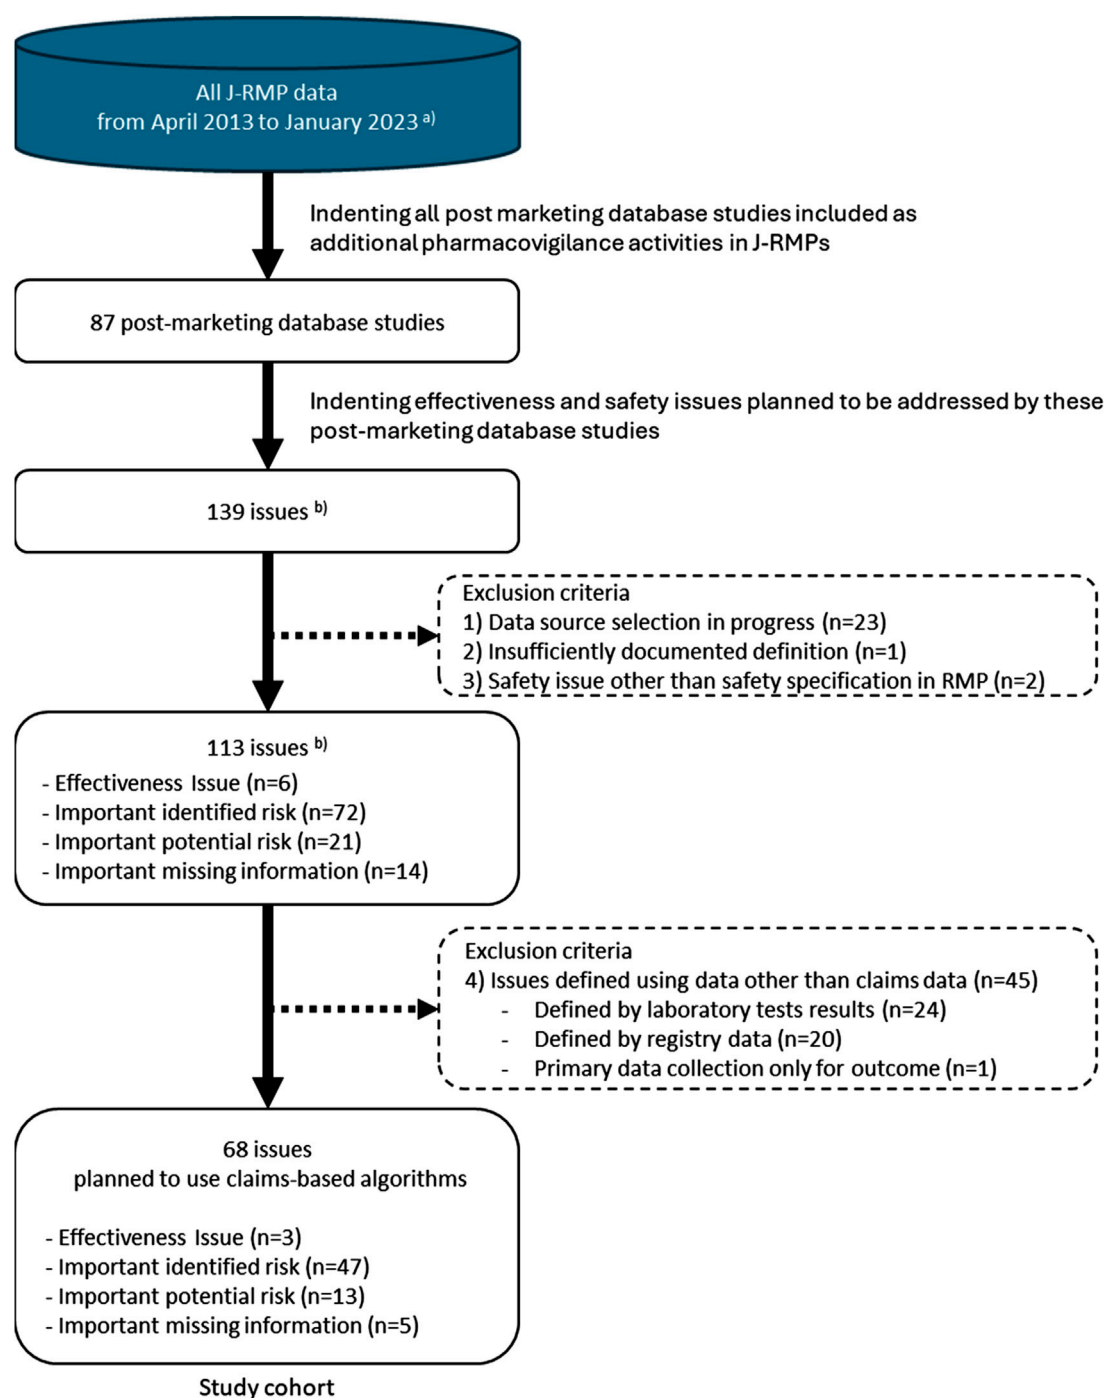 All J-RMP data
from April 2013 to January 2023 a)
Indenting all post marketing database studies included as
additional pharmacovigilance activities in J-RMPs
87 post-marketing database studies
Indenting effectiveness and safety issues planned to be addressed by these
post-marketing database studies
139 issues b)
Exclusion criteria
1) Data source selection in progress (n=23)
2) Insufficiently documented definition (n=1)
3) Safety issue other than safety specification in RMP (n=2)
113 issues b)
- Effectiveness Issue (n=6)
- Important identified risk (n=72)
- Important potential risk (n=21)
- Important missing information (n=14)
Exclusion criteria
4) Issues defined using data other than claims data (n=45)
- Defined by laboratory tests results (n=24)
- Defined by registry data (n=20)
- Primary data collection only for outcome (n=1)
68 issues
planned to use claims-based algorithms
- Effectiveness Issue (n=3)
- Important identified risk (n=47)
- Important potential risk (n=13)
- Important missing information (n=5)
Study cohort